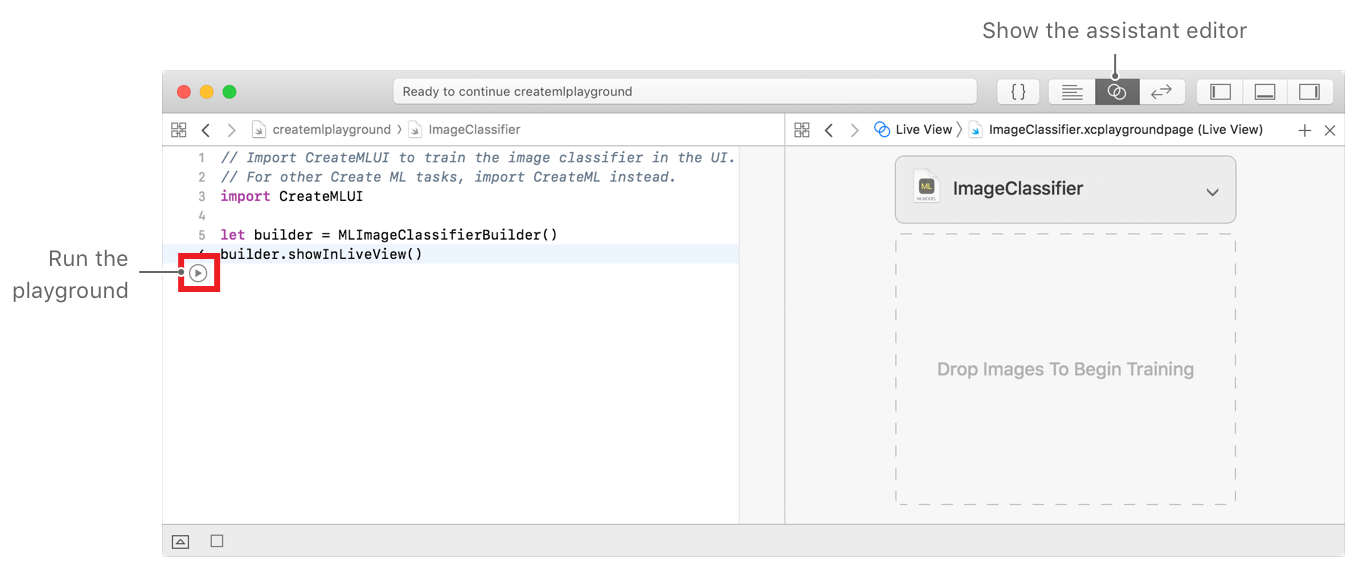 Show the assistant editor
Ready to continue createmlplayground
{ }
createmlplayground 〉 ImageClassifier
Live View 〉 ImageClassifier.xcplaygroundpage (Live View)
1 // Import CreateMLUI to train the image classifier in the UI.
2 // For other Create ML tasks, import CreateML instead.
3 import CreateMLUI
4
5 let builder = MLImageClassifierBuilder()
builder.showInLiveView()
Run the
playground
ML
MLMODEL
ImageClassifier
Drop Images To Begin Training